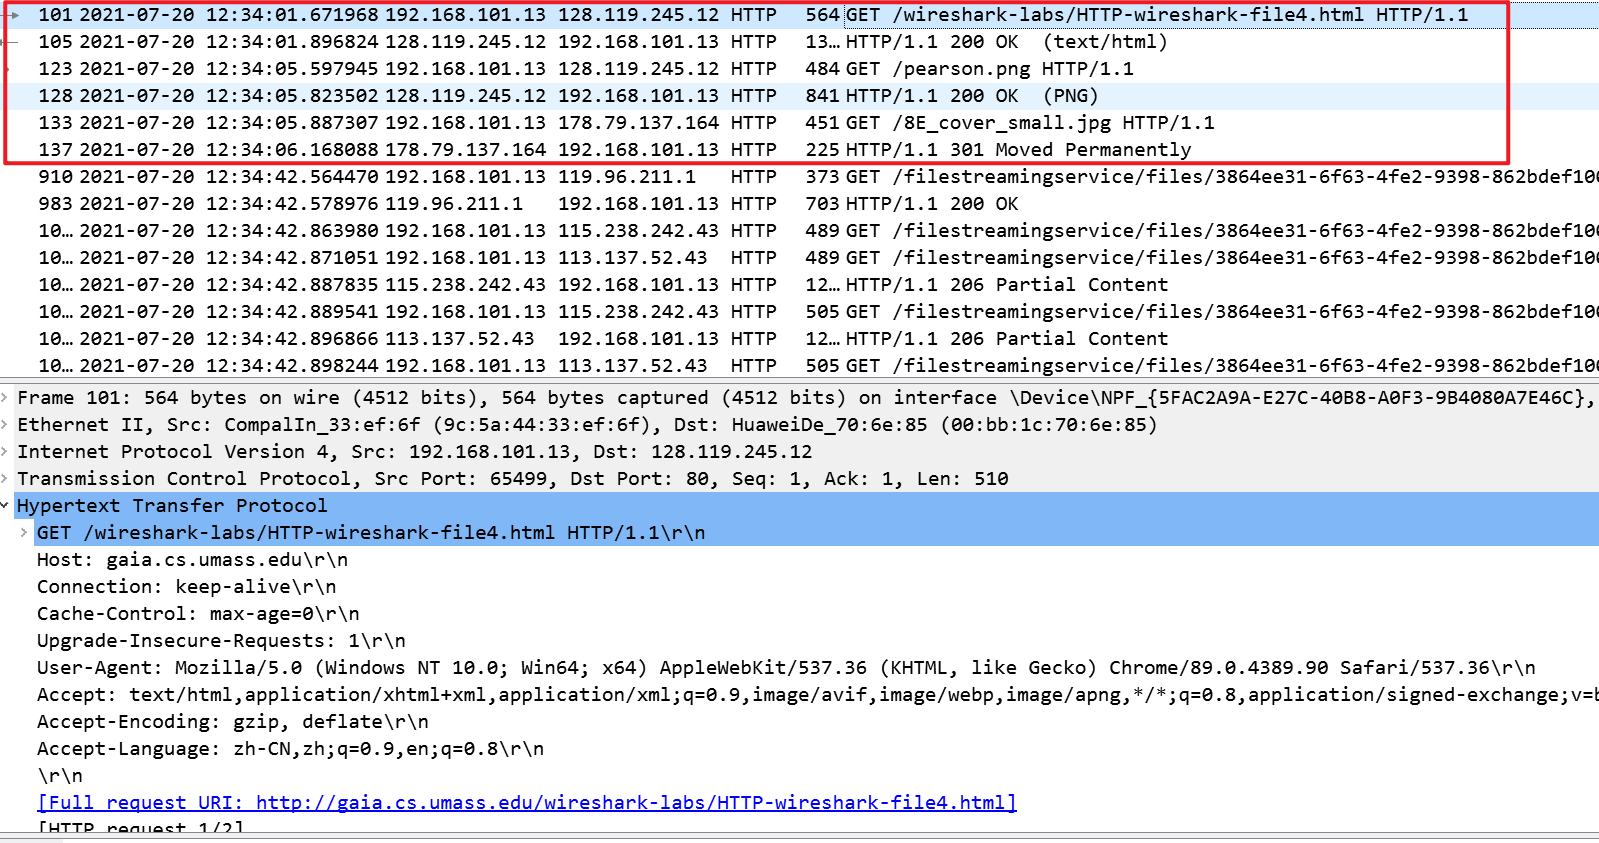 101 2021-07-20 12:34:01.671968 192.168.101.13 128.119.245.12 HTTP 564 GET /wireshark-labs/HTTP-wireshark-file4.html HTTP/1.1
105 2021-07-20 12:34:01.896824 128.119.245.12 192.168.101.13 HTTP 13… HTTP/1.1 200 OK (text/html)
123 2021-07-20 12:34:05.597945 192.168.101.13 128.119.245.12 HTTP 484 GET /pearson.png HTTP/1.1
128 2021-07-20 12:34:05.823502 128.119.245.12 192.168.101.13 HTTP 841 HTTP/1.1 200 OK (PNG)
133 2021-07-20 12:34:05.887307 192.168.101.13 178.79.137.164 HTTP 451 GET /8E_cover_small.jpg HTTP/1.1
137 2021-07-20 12:34:06.168088 178.79.137.164 192.168.101.13 HTTP 225 HTTP/1.1 301 Moved Permanently
910 2021-07-20 12:34:42.564470 192.168.101.13 119.96.211.1 HTTP 373 GET /filestreamingservice/files/3864ee31-6f63-4fe2-9398-862bdef100
983 2021-07-20 12:34:42.578976 119.96.211.1 192.168.101.13 HTTP 703 HTTP/1.1 200 OK
10… 2021-07-20 12:34:42.863980 192.168.101.13 115.238.242.43 HTTP 489 GET /filestreamingservice/files/3864ee31-6f63-4fe2-9398-862bdef100
10… 2021-07-20 12:34:42.871051 192.168.101.13 113.137.52.43 HTTP 489 GET /filestreamingservice/files/3864ee31-6f63-4fe2-9398-862bdef100
10… 2021-07-20 12:34:42.887835 115.238.242.43 192.168.101.13 HTTP 12… HTTP/1.1 206 Partial Content
10… 2021-07-20 12:34:42.889541 192.168.101.13 115.238.242.43 HTTP 505 GET /filestreamingservice/files/3864ee31-6f63-4fe2-9398-862bdef100
10… 2021-07-20 12:34:42.896866 113.137.52.43 192.168.101.13 HTTP 12… HTTP/1.1 206 Partial Content
10… 2021-07-20 12:34:42.898244 192.168.101.13 113.137.52.43 HTTP 505 GET /filestreamingservice/files/3864ee31-6f63-4fe2-9398-862bdef100
Frame 101: 564 bytes on wire (4512 bits), 564 bytes captured (4512 bits) on interface \Device\NPF_{5FAC2A9A-E27C-40B8-A0F3-9B4080A7E46C},
Ethernet II, Src: CompalIn_33:ef:6f (9c:5a:44:33:ef:6f), Dst: HuaweiDe_70:6e:85 (00:bb:1c:70:6e:85)
Internet Protocol Version 4, Src: 192.168.101.13, Dst: 128.119.245.12
Transmission Control Protocol, Src Port: 65499, Dst Port: 80, Seq: 1, Ack: 1, Len: 510
Hypertext Transfer Protocol
GET /wireshark-labs/HTTP-wireshark-file4.html HTTP/1.1\r\n
Host: gaia.cs.umass.edu\r\n
Connection: keep-alive\r\n
Cache-Control: max-age=0\r\n
Upgrade-Insecure-Requests: 1\r\n
User-Agent: Mozilla/5.0 (Windows NT 10.0; Win64; x64) AppleWebKit/537.36 (KHTML, like Gecko) Chrome/89.0.4389.90 Safari/537.36\r\n
Accept: text/html,application/xhtml+xml,application/xml;q=0.9,image/avif,image/webp,image/apng,*/*;q=0.8,application/signed-exchange;v=b
Accept-Encoding: gzip, deflate\r\n
Accept-Language: zh-CN,zh;q=0.9,en;q=0.8\r\n
\r\n
[Full request URI: http://gaia.cs.umass.edu/wireshark-labs/HTTP-wireshark-file4.html]
[HTTP request 1/2]